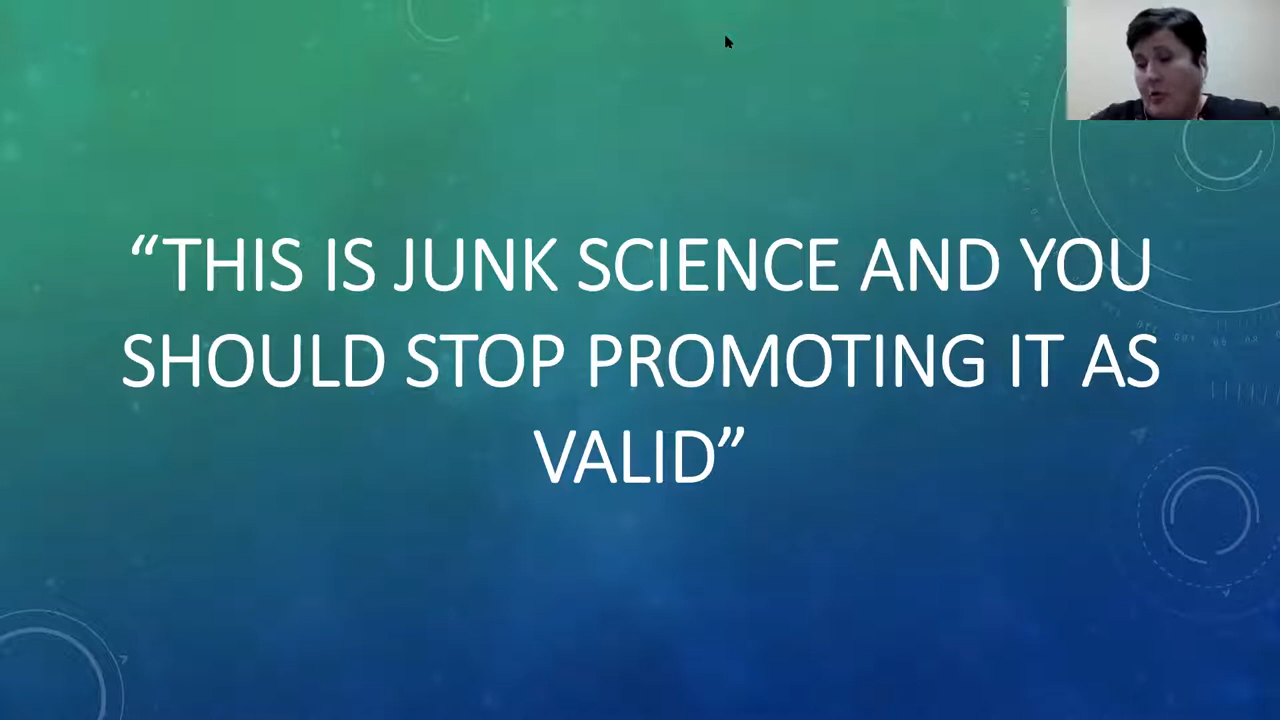 “THIS IS JUNK SCIENCE AND YOU
SHOULD STOP PROMOTING IT AS
VALID”